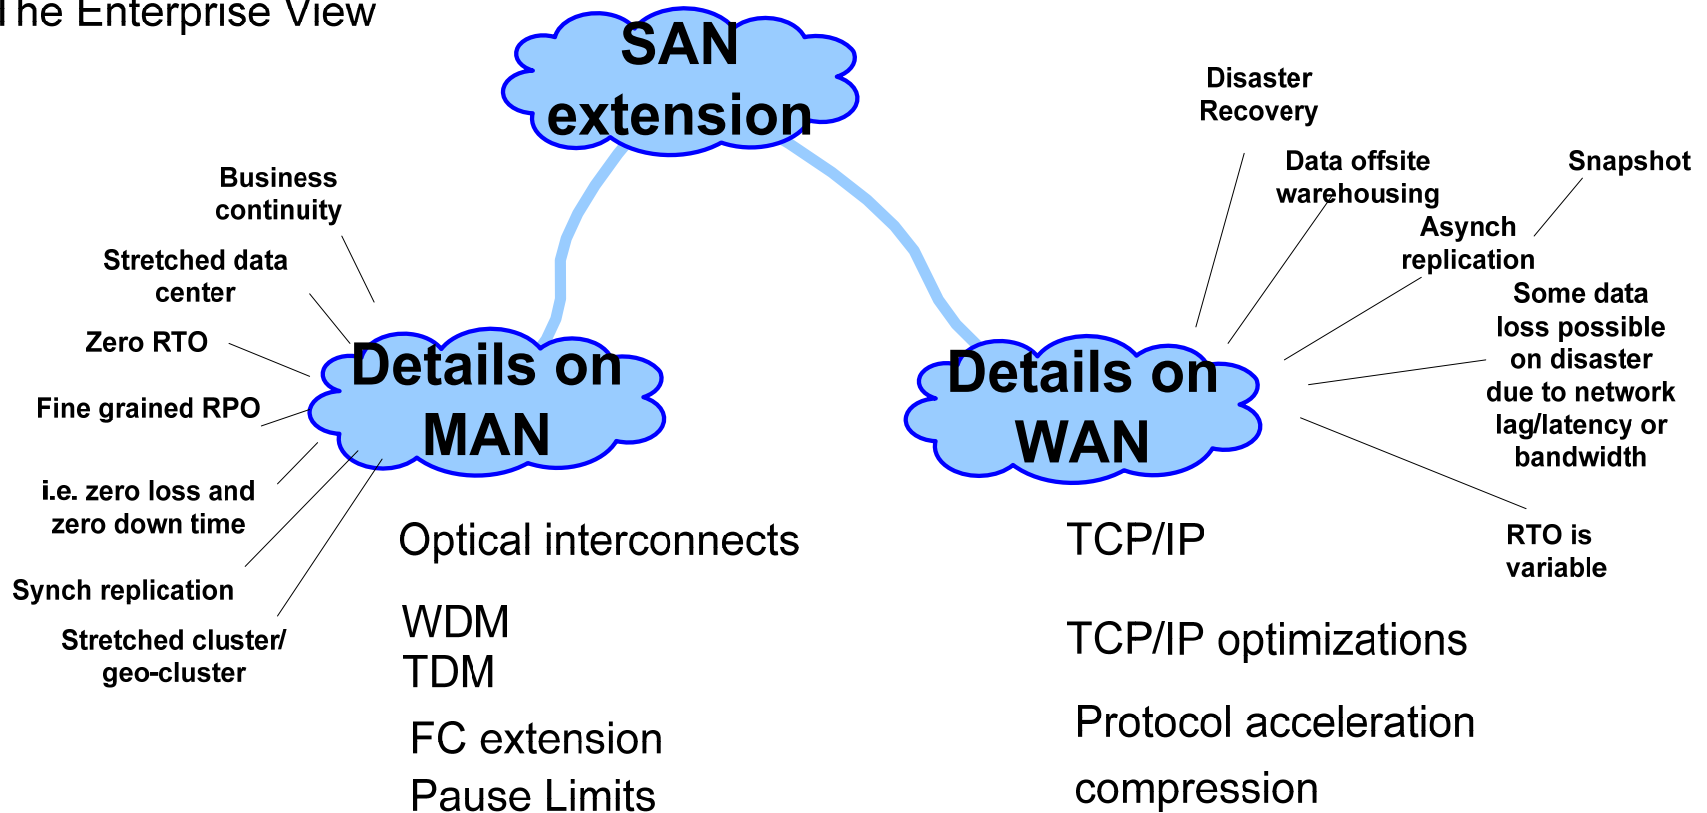 The Enterprise View
SAN
extension
Disaster
Recovery
Data offsite
warehousing
Snapshot
Asynch
replication
Some data
loss possible
on disaster
due to network
lag/latency or
bandwidth
RTO is
variable
Business
continuity
Stretched data
center
Zero RTO
Fine grained RPO
i.e. zero loss and
zero down time
Synch replication
Stretched cluster/
geo-cluster
Details on
MAN
Optical interconnects
WDM
TDM
FC extension
Pause Limits
Details on
WAN
TCP/IP
TCP/IP optimizations
Protocol acceleration
compression